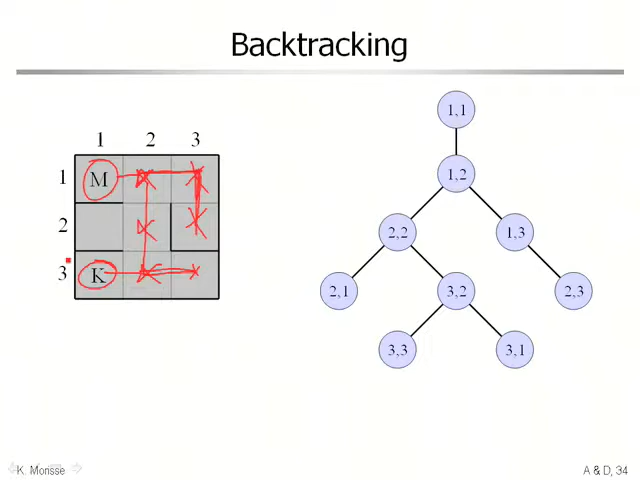 Backtracking
1 2 3
1 M
2
3 K
1,1
1,2
2,2 1,3
2,1 3,2 2,3
3,3 3,1
K. Morisse
A & D, 34